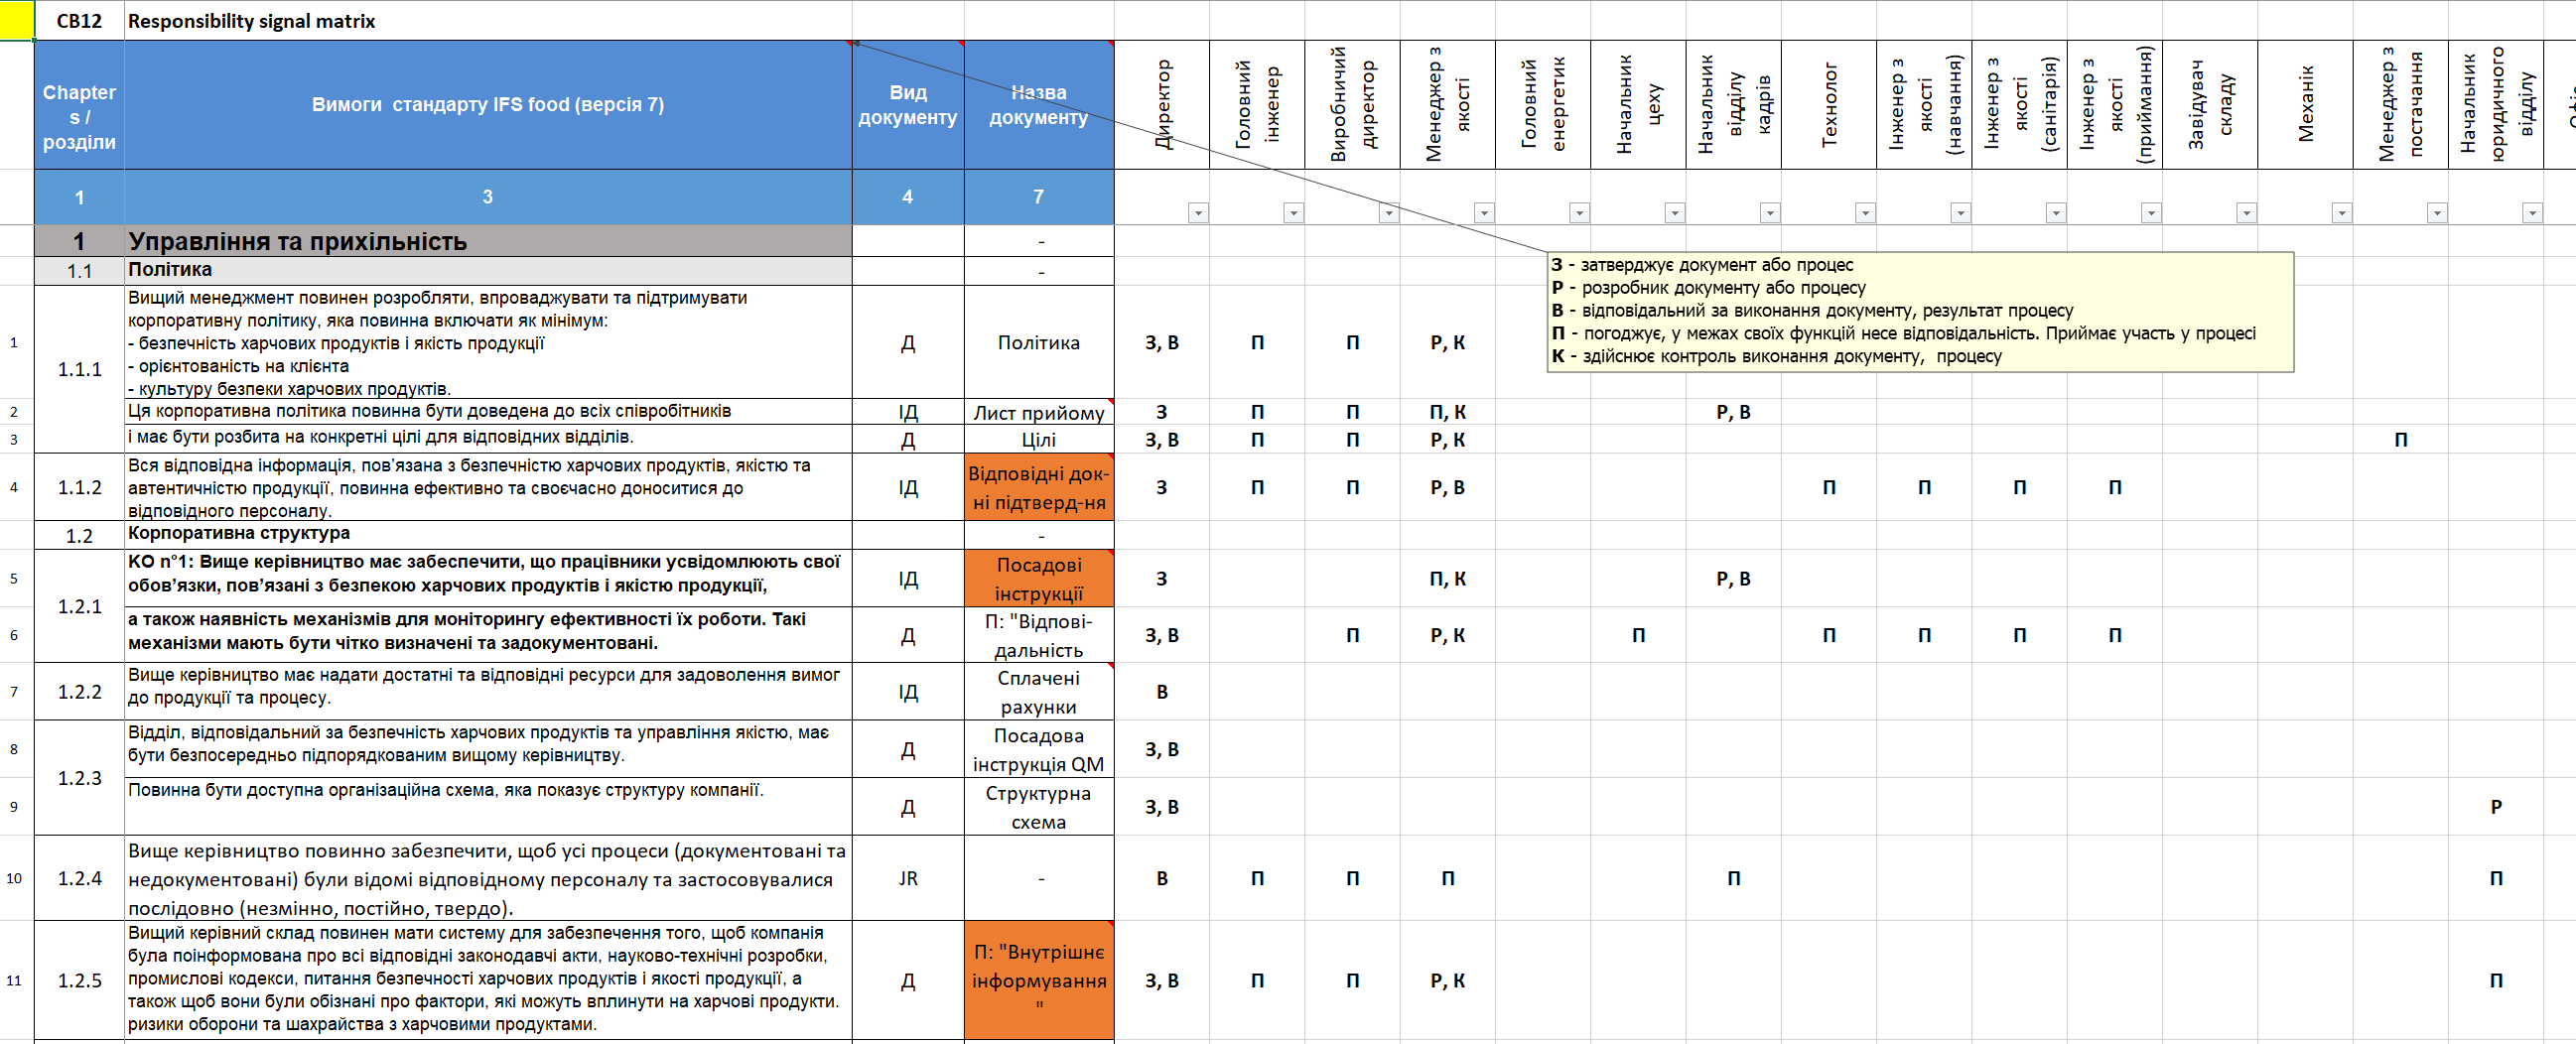 СВ12 Responsibility signal matrix
Chapter
s /
розділи
Вимоги стандарту IFS food (версія 7)
Вид
документу
Назва
документу
Директор
Головний
інженер
Виробничий
директор
Менеджер з
якості
Головний
енергетик
Начальник
цеху
Начальник
відділу
кадрів
Технолог
Інженер з
якості
(навчання)
Інженер з
якості
(санітарія)
Інженер з
якості
(приймання)
Завідувач
складу
Механік
Менеджер з
постачання
Начальник
юридичного
відділу
1 3 4 7
1 Управління та прихільність -
1.1 Політика -
З - затверджує документ або процес
Р - розробник документу або процесу
В - відповідальний за виконання документу, результат процесу
П - погоджує, у межах своїх функцій несе відповідальність. Приймає участь у процесі
К - здійснює контроль виконання документу, процесу
1
1.1.1
Вищий менеджмент повинен розробляти, впроваджувати та підтримувати
корпоративну політику, яка повинна включати як мінімум:
- безпечність харчових продуктів і якість продукції
- орієнтованість на клієнта
- культуру безпеки харчових продуктів.
Д Політика З, В П П Р, К
2 Ця корпоративна політика повинна бути доведена до всіх співробітників ІД Лист прийому З П П П, К Р, В
3 і має бути розбита на конкретні цілі для відповідних відділів. Д Цілі З, В П П Р, К П
4 1.1.2
Вся відповідна інформація, пов’язана з безпечністю харчових продуктів, якістю та
автентичністю продукції, повинна ефективно та своєчасно доноситися до
відповідного персоналу.
ІД
Відповідні док-
ні підтверд-ня
З П П Р, В П П П П
1.2 Корпоративна структура -
5
1.2.1
KO n°1: Вище керівництво має забеспечити, що працівники усвідомлюють свої
обов’язки, пов’язані з безпекою харчових продуктів і якістю продукції,
ІД
Посадові
інструкції
З П, К Р, В
6
а також наявність механізмів для моніторингу ефективності їх роботи. Такі
механізми мають бути чітко визначені та задокументовані.
Д
П: "Відпові-
дальність
З, В П Р, К П П П П П
7 1.2.2
Вище керівництво має надати достатні та відповідні ресурси для задоволення вимог
до продукції та процесу.
ІД
Сплачені
рахунки
В
8
1.2.3
Відділ, відповідальний за безпечність харчових продуктів та управління якістю, має
бути безпосередньо підпорядкованим вищому керівництву.
Д
Посадова
інструкція QM
З, В
9
Повинна бути доступна організаційна схема, яка показує структуру компанії.
Д
Структурна
схема
З, В Р
10 1.2.4
Вище керівництво повинно забезпечити, щоб усі процеси (документовані та
недокументовані) були відомі відповідному персоналу та застосовувалися
послідовно (незмінно, постійно, твердо).
JR - В П П П П П
11 1.2.5
Вищий керівний склад повинен мати систему для забезпечення того, щоб компанія
була поінформована про всі відповідні законодавчі акти, науково-технічні розробки,
промислові кодекси, питання безпечності харчових продуктів і якості продукції, а
також щоб вони були обізнані про фактори, які можуть вплинути на харчові продукти.
ризики оборони та шахрайства з харчовими продуктами.
Д
П: "Внутрішнє
інформування
"
З, В П П Р, К П